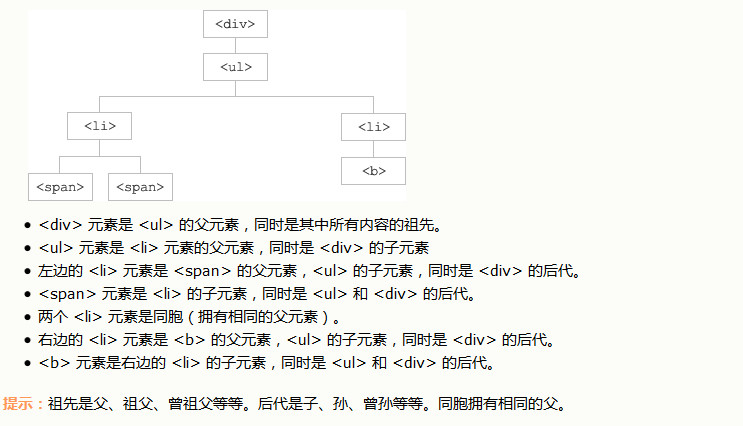 <div>
<ul>
<li> <li>
<span> <span> <b>
● <div> 元素是 <ul> 的父元素，同时是其中所有内容的祖先。
● <ul> 元素是 <li> 元素的父元素，同时是 <div> 的子元素
● 左边的 <li> 元素是 <span> 的父元素，<ul> 的子元素，同时是 <div> 的后代。
● <span> 元素是 <li> 的子元素，同时是 <ul> 和 <div> 的后代。
● 两个 <li> 元素是同胞（拥有相同的父元素）。
● 右边的 <li> 元素是 <b> 的父元素，<ul> 的子元素，同时是 <div> 的后代。
● <b> 元素是右边的 <li> 的子元素，同时是 <ul> 和 <div> 的后代。
提示：祖先是父、祖父、曾祖父等等。后代是子、孙、曾孙等等。同胞拥有相同的父。